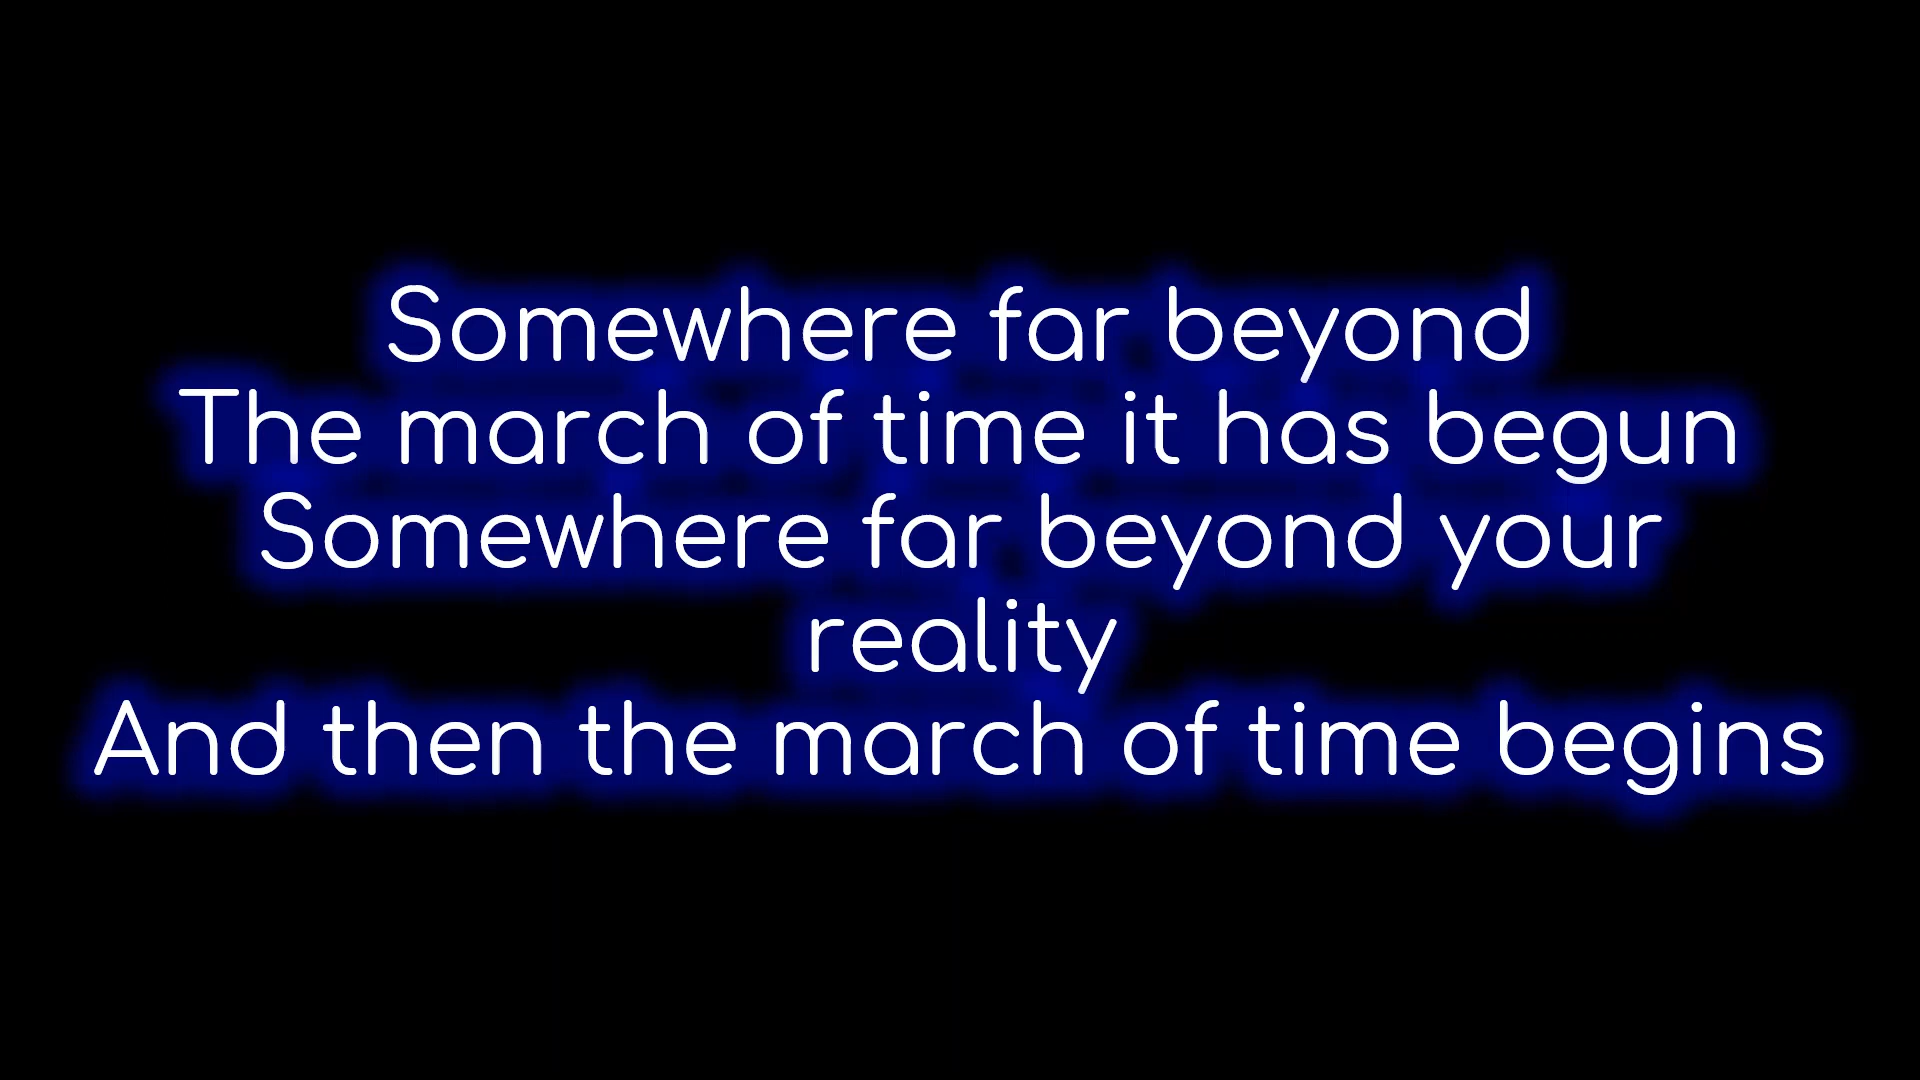 Somewhere far beyond
The march of time it has begun
Somewhere far beyond your
reality
And then the march of time begins